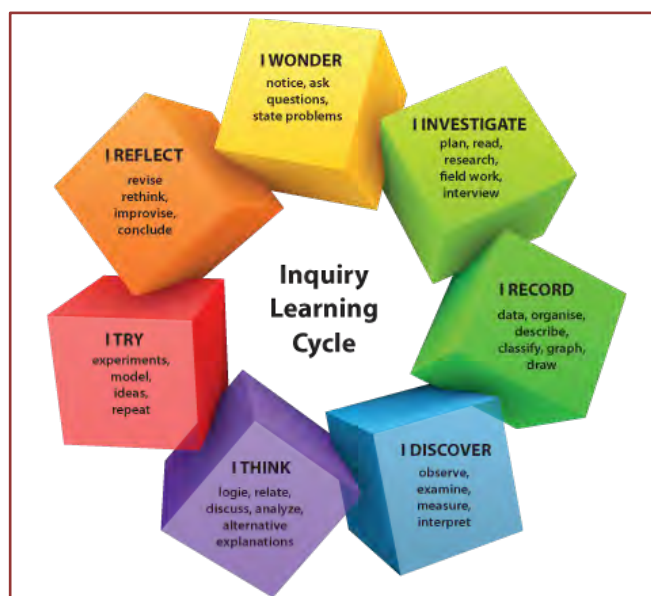 I WONDER
notice, ask
questions,
state problems
I INVESTIGATE
plan, read,
research,
field work,
interview
I RECORD
data, organise,
describe,
classify, graph,
draw
I DISCOVER
observe,
examine,
measure,
interpret
I THINK
logie, relate,
discuss, analyze,
alternative
explanations
I TRY
experiments,
model,
ideas,
repeat
I REFLECT
revise
rethink,
improvise,
conclude
Inquiry
Learning
Cycle